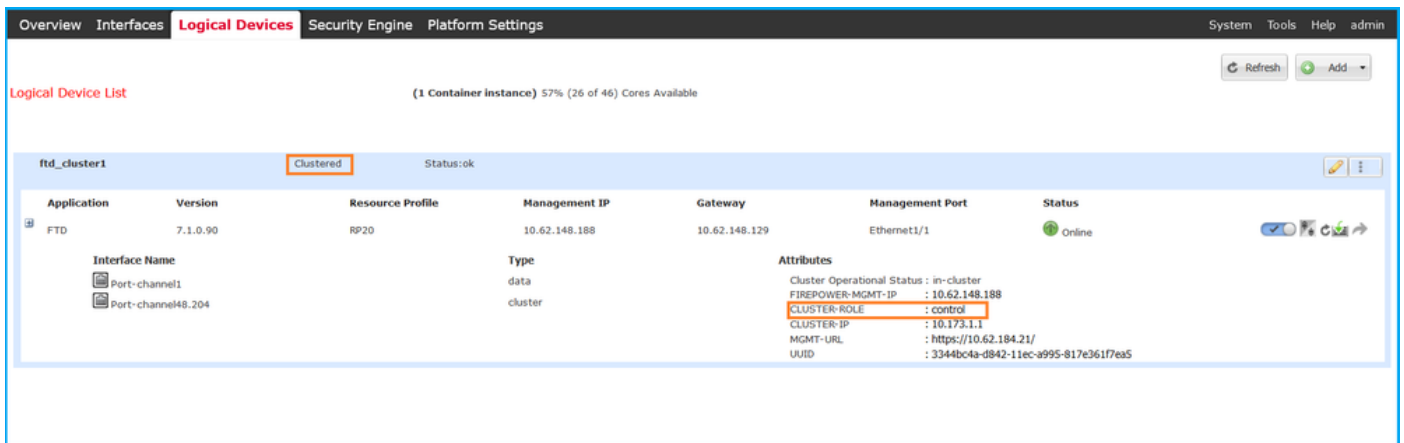 Overview Interfaces Logical Devices Security Engine Platform Settings System Tools Help admin
Refresh Add
Logical Device List (1 Container instance) 57% (26 of 46) Cores Available
ftd_cluster1 Clustered Status:ok
Application Version Resource Profile Management IP Gateway Management Port Status
FTD 7.1.0.90 RP20 10.62.148.188 10.62.148.129 Ethernet1/1 Online
Interface Name Type Attributes
Port-channel1 data Cluster Operational Status : in-cluster
FIREPOWER-MGMT-IP : 10.62.148.188
Port-channel48.204 cluster CLUSTER-ROLE : control
CLUSTER-IP : 10.173.1.1
MGMT-URL : https://10.62.184.21/
UUID : 3344bc4a-d842-11ec-a995-817e361f7ea5